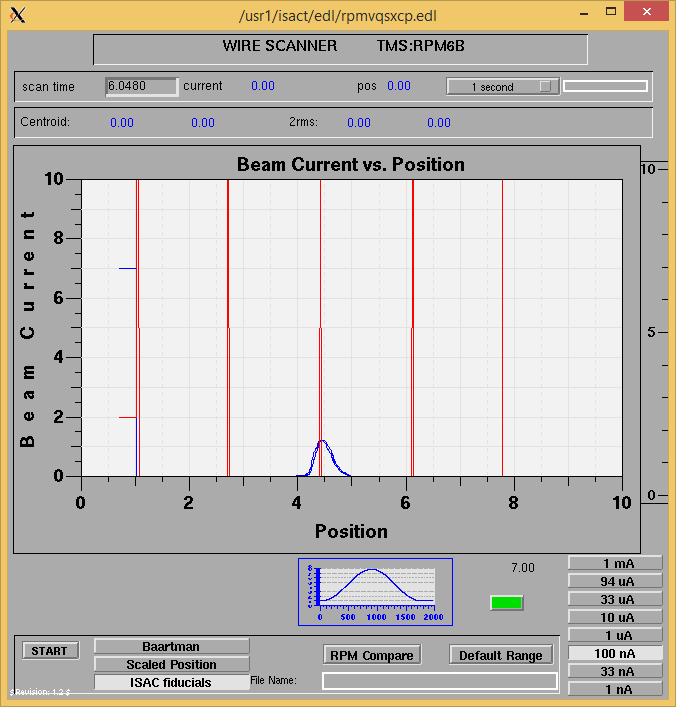 /usr1/isact/edl/rpmvqsxcp.edl
WIRE SCANNER TMS:RPM6B
scan time 6.0480 current 0.00 pos 0.00 1 second
Centroid: 0.00 0.00 2rms: 0.00 0.00
Beam Current vs. Position
10
8
6
4
2
0
Beam Current
0 2 4 6 8 10
Position
10
5
0
8
0 500 1000 1500 2000
7.00
1 mA
94 uA
33 uA
10 uA
1 uA
100 nA
33 nA
1 nA
START
Baartman
Scaled Position
ISAC fiducials
RPM Compare
Default Range
File Name:
$Revision: 1.2 $